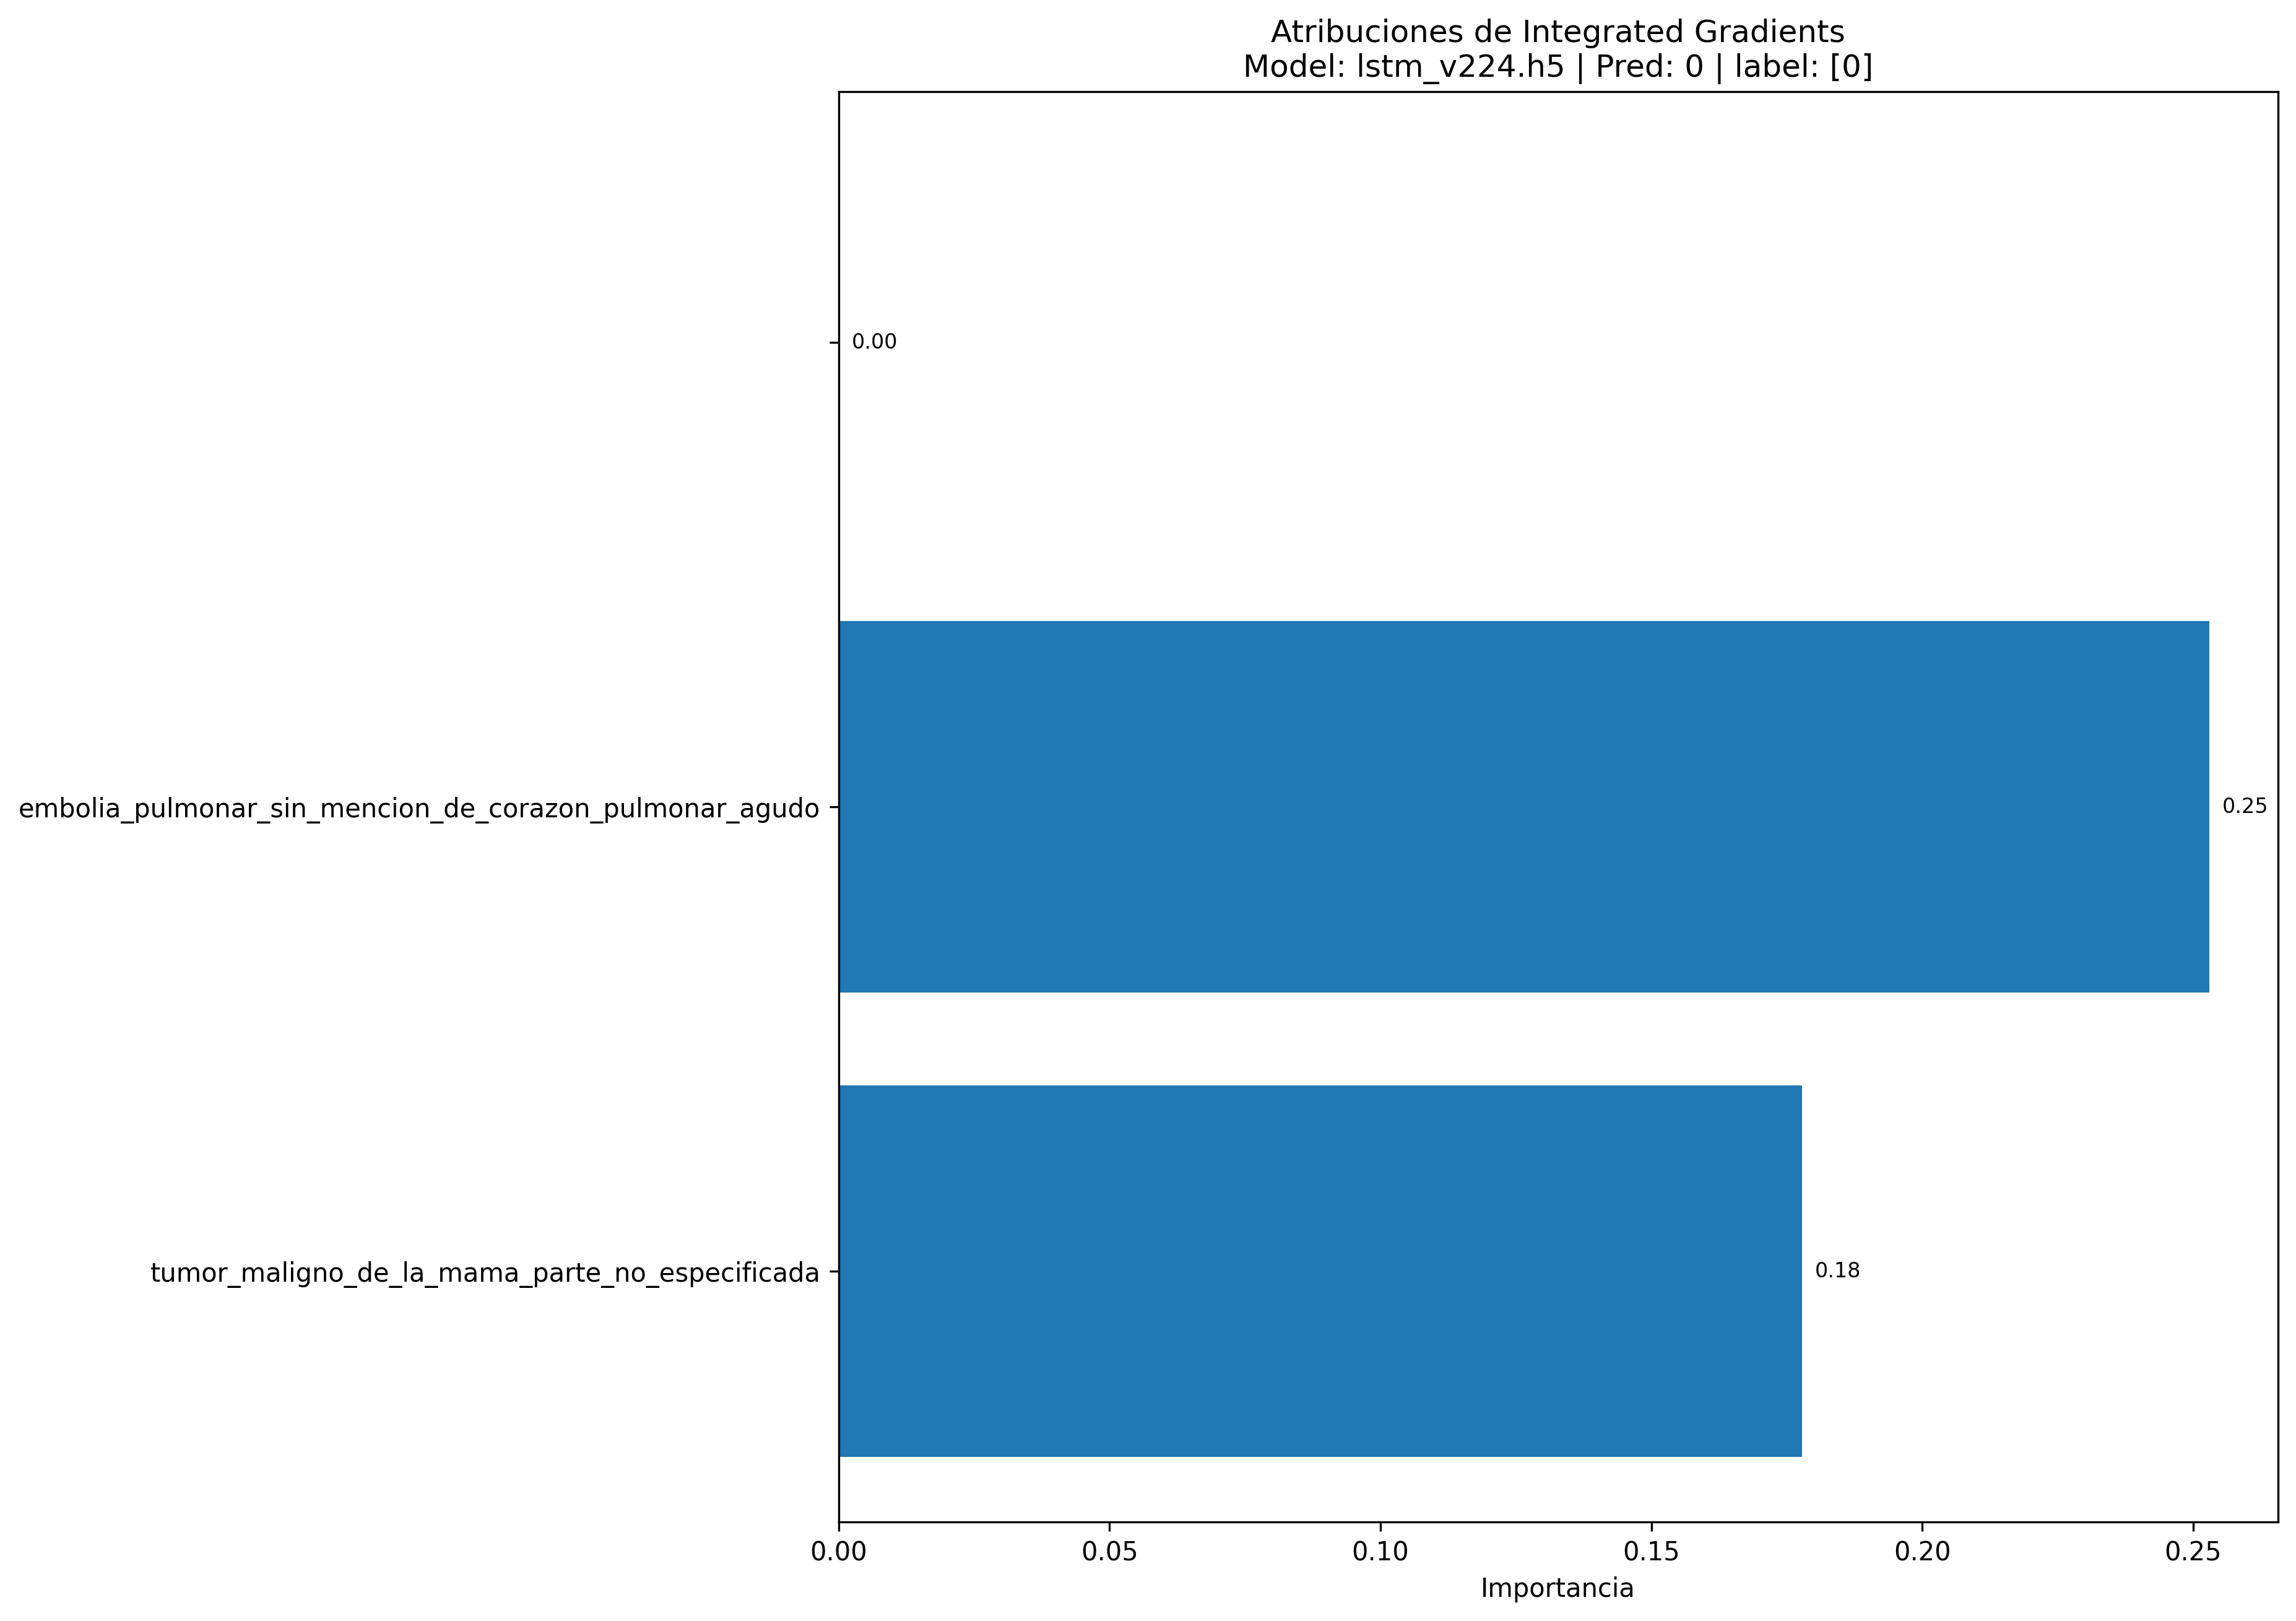 Atribuciones de Integrated Gradients
Model: lstm_v224.h5 | Pred: 0 | label: [0]
0.00
embolia_pulmonar_sin_mencion_de_corazon_pulmonar_agudo
0.25
tumor_maligno_de_la_mama_parte_no_especificada
0.18
0.00 0.05 0.10 0.15 0.20 0.25
Importancia